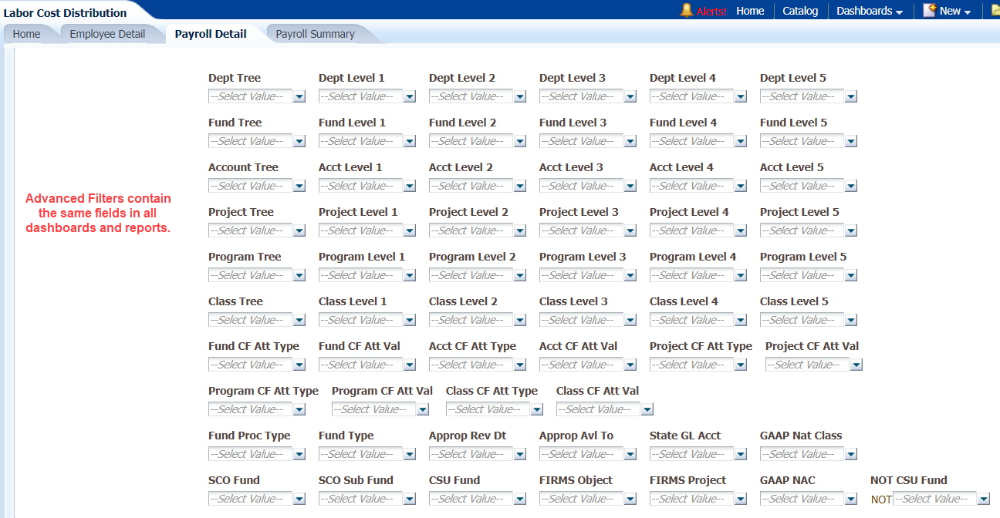 Labor Cost Distribution
Alerts! Home Catalog Dashboards New
Home Employee Detail Payroll Detail Payroll Summary
Dept Tree Dept Level 1 Dept Level 2 Dept Level 3 Dept Level 4 Dept Level 5
--Select Value-- --Select Value-- --Select Value-- --Select Value-- --Select Value-- --Select Value--
Fund Tree Fund Level 1 Fund Level 2 Fund Level 3 Fund Level 4 Fund Level 5
--Select Value-- --Select Value-- --Select Value-- --Select Value-- --Select Value-- --Select Value--
Account Tree Acct Level 1 Acct Level 2 Acct Level 3 Acct Level 4 Acct Level 5
--Select Value-- --Select Value-- --Select Value-- --Select Value-- --Select Value-- --Select Value--
Advanced Filters contain
the same fields in all
dashboards and reports.
Project Tree Project Level 1 Project Level 2 Project Level 3 Project Level 4 Project Level 5
--Select Value-- --Select Value-- --Select Value-- --Select Value-- --Select Value-- --Select Value--
Program Tree Program Level 1 Program Level 2 Program Level 3 Program Level 4 Program Level 5
--Select Value-- --Select Value-- --Select Value-- --Select Value-- --Select Value-- --Select Value--
Class Tree Class Level 1 Class Level 2 Class Level 3 Class Level 4 Class Level 5
--Select Value-- --Select Value-- --Select Value-- --Select Value-- --Select Value-- --Select Value--
Fund CF Att Type Fund CF Att Val Acct CF Att Type Acct CF Att Val Project CF Att Type Project CF Att Val
--Select Value-- --Select Value-- --Select Value-- --Select Value-- --Select Value-- --Select Value--
Program CF Att Type Program CF Att Val Class CF Att Type Class CF Att Val
--Select Value-- --Select Value-- --Select Value-- --Select Value--
Fund Proc Type Fund Type Approp Rev Dt Approp Avl To State GL Acct GAAP Nat Class
--Select Value-- --Select Value-- --Select Value-- --Select Value-- --Select Value-- --Select Value--
SCO Fund SCO Sub Fund CSU Fund FIRMS Object FIRMS Project GAAP NAC NOT CSU Fund
--Select Value-- --Select Value-- --Select Value-- --Select Value-- --Select Value-- --Select Value-- NOT --Select Value--